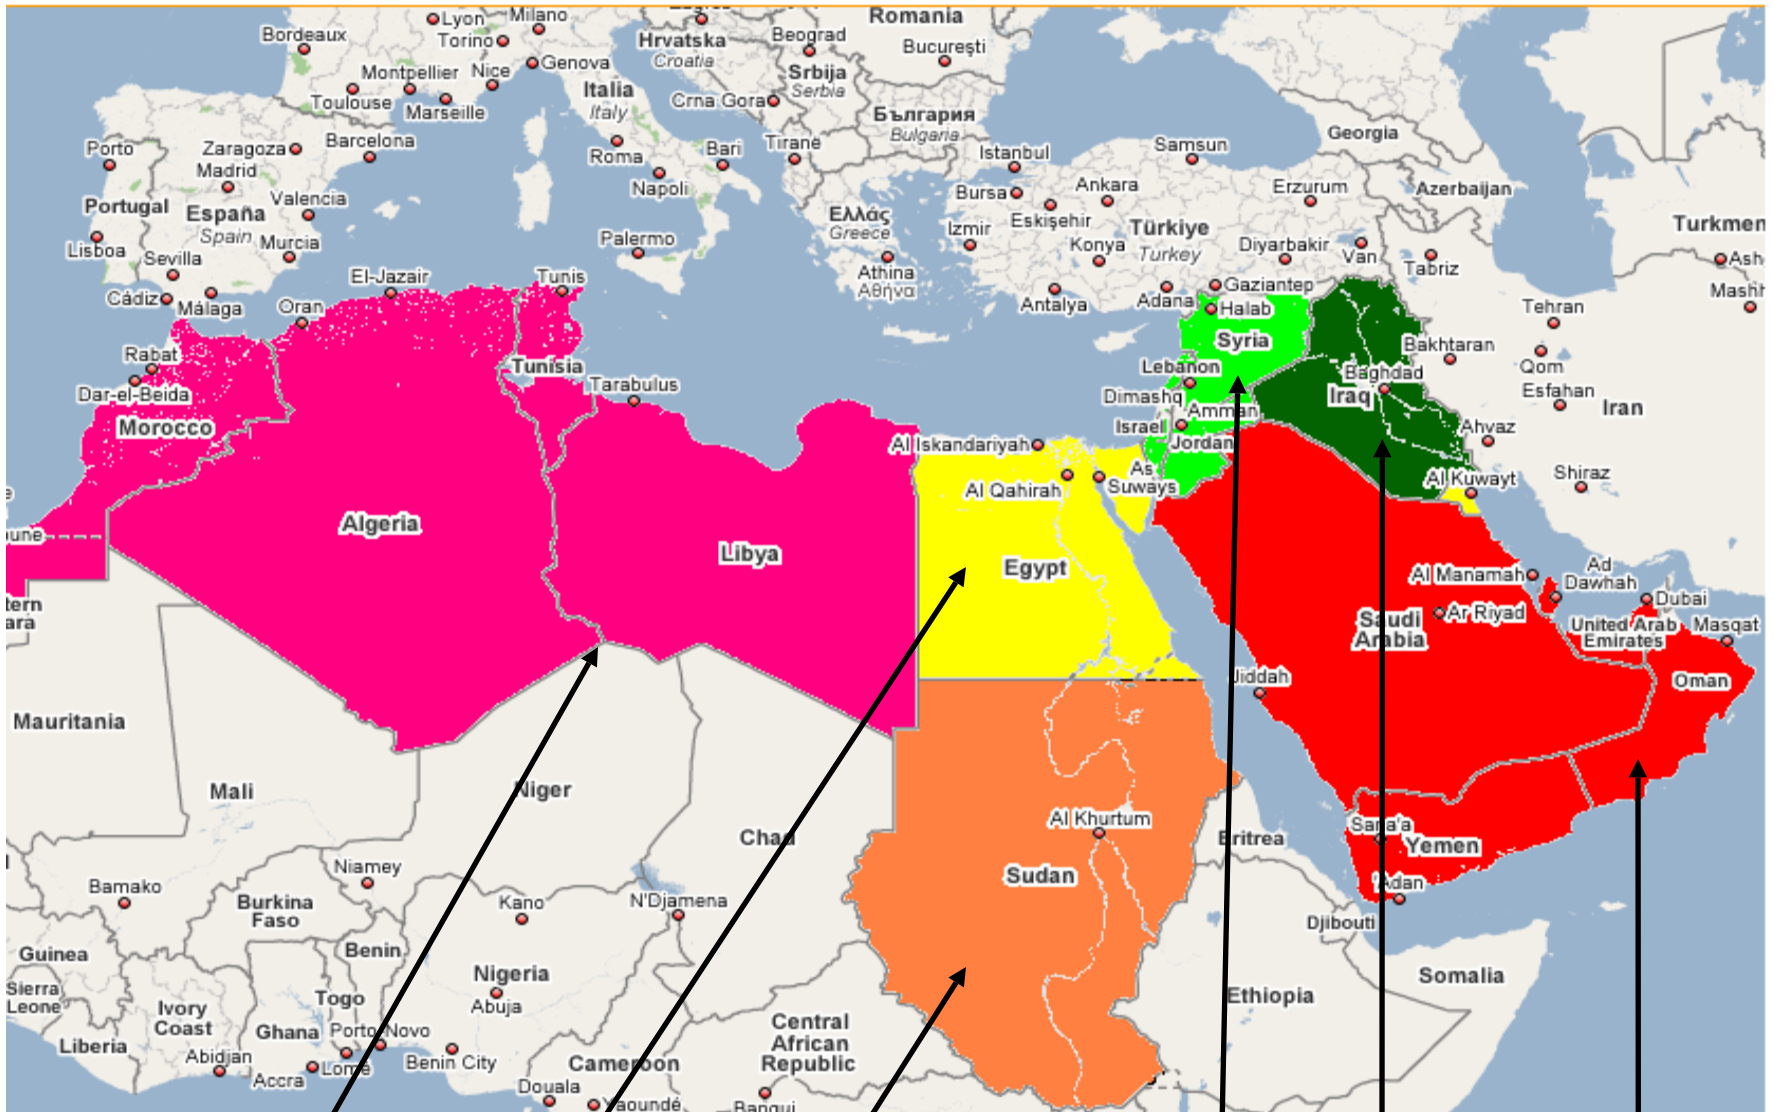 Lyon
Milano
Romania
Bordeaux
Torino
Hrvatska
Croatia
Beograd
București
Genova
Montpellier
Nice
Italia
Italy
Srbija
Serbia
Toulouse
Marseille
Crna Gora
България
Bulgaria
Georgia
Porto
Zaragoza
Barcelona
Madrid
Roma
Bari
Tirane
Istanbul
Samsun
Napoli
Valencia
Bursa
Ankara
Erzurum
Azerbaijan
Portugal
España
Spain
Ελλάς
Greece
Eskişehir
Turkmen
Lisboa
Murcia
Palermo
Izmir
Konya
Türkiye
Turkey
Diyarbakir
Van
Sevilla
Tabriz
Ash
El-Jazair
Tunis
Athina
Αθήνα
Gaziantep
Cádiz
Málaga
Oran
Antalya
Adana
Halab
Tehran
Mashh
Syria
Rabat
Bakhtaran
Tunisia
Lebanon
Baghdad
Qom
Dar-el-Beida
Tarabulus
Dimashq
Iraq
Esfahan
Iran
Morocco
Amman
Israel
Jordan
Ahvaz
Al Iskandariyah
As
Suways
Al Qahirah
Al Kuwayt
Shiraz
Algeria
Libya
oune
Egypt
Al Manamah
Ad
Dawhah
Dubai
tern
ara
Saudi
Arabia
Ar Riyad
United Arab
Emirates
Masqat
Jiddah
Oman
Mauritania
Mali
Niger
Chad
Al Khurtum
Eritrea
Sana'a
Yemen
Niamey
Sudan
Bamako
Burkina
Faso
Kano
N'Djamena
'Adan
Djibouti
Guinea
Benin
Nigeria
Somalia
Sierra
Leone
Ivory
Coast
Togo
Abuja
Ethiopia
Ghana
Porto Novo
Central
African
Republic
Liberia
Abidjan
Accra
Lomé
Benin City
Cameroon
Douala
Yaoundé
Bangui